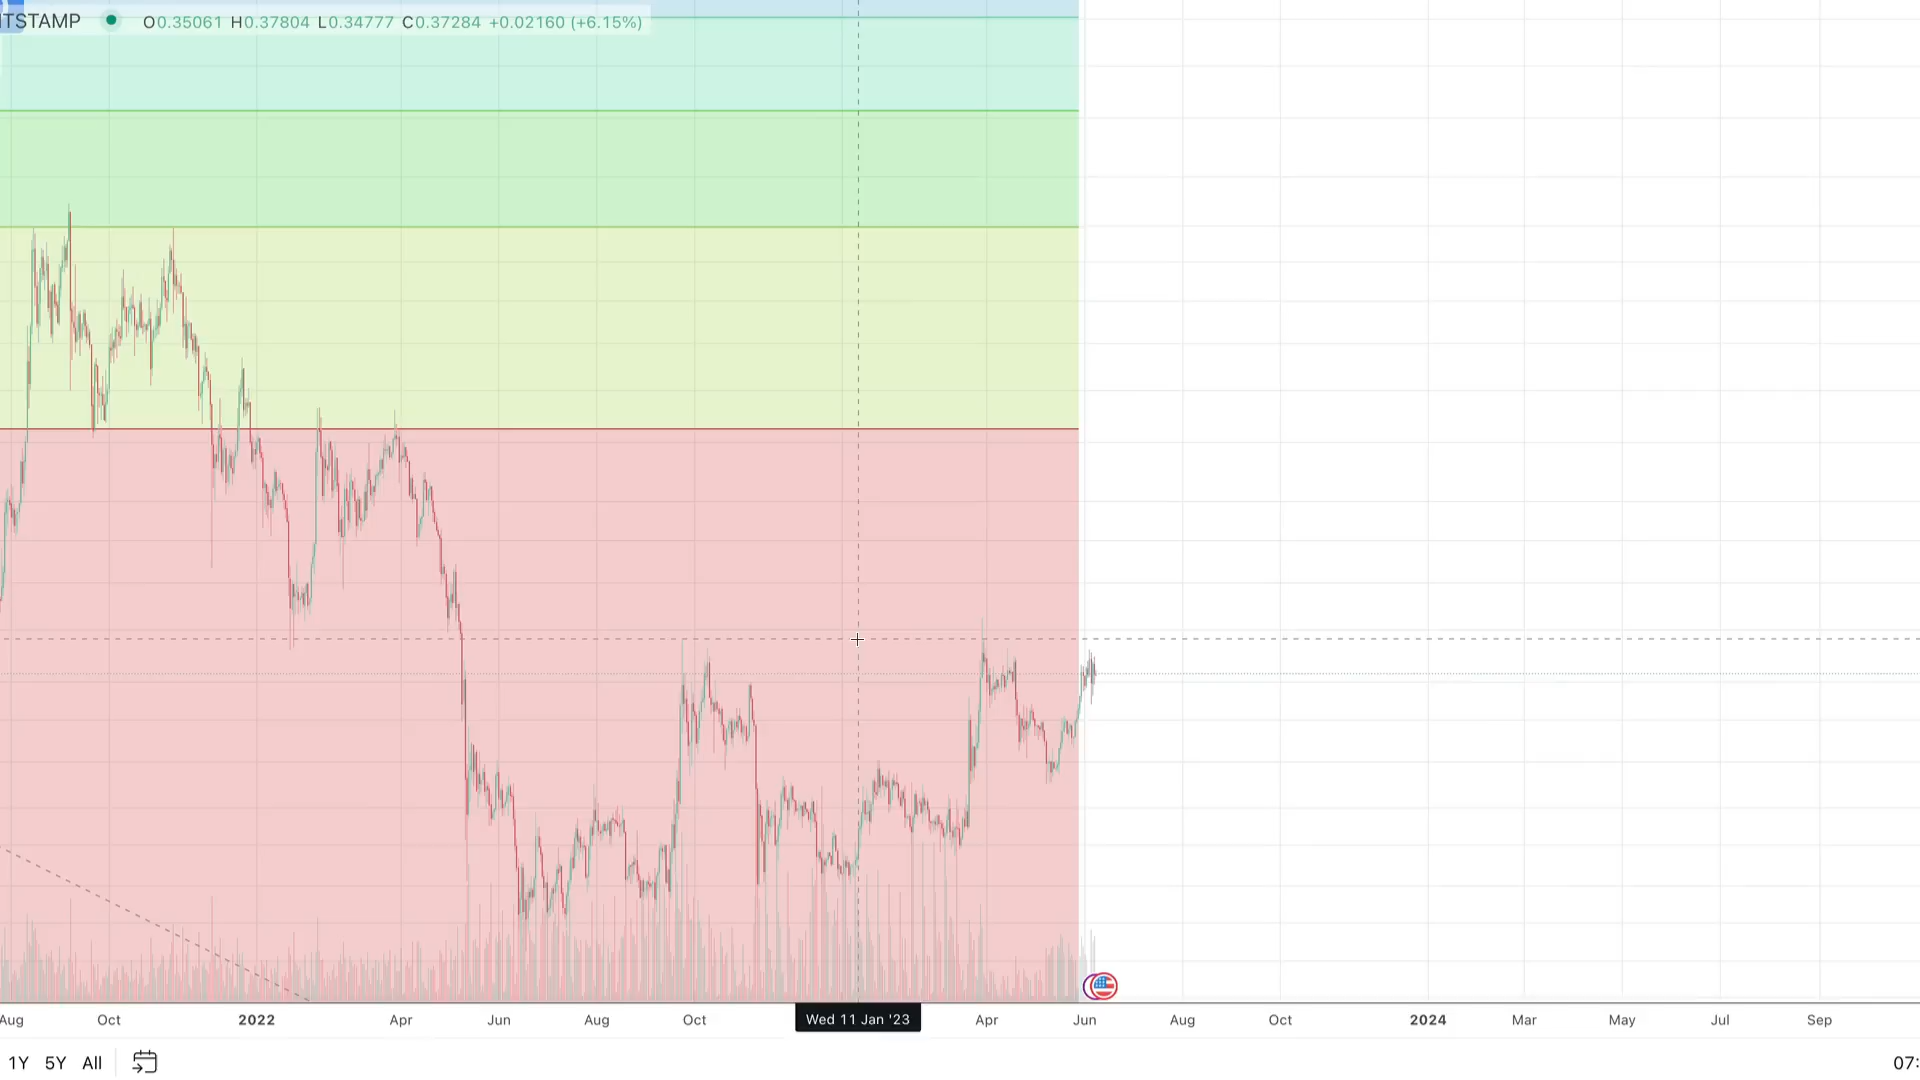 ITSTAMP O0.35061 H0.37804 L0.34777 C0.37284 +0.02160 (+6.15%)
Aug Oct 2022 Apr Jun Aug Oct Wed 11 Jan '23 Apr Jun Aug Oct 2024 Mar May Jul Sep
1Y 5Y All 07: